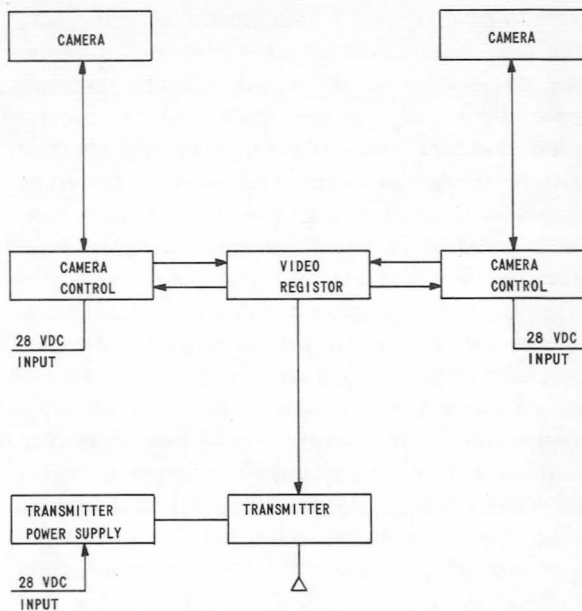 CAMERA
CAMERA
CAMERA
CONTROL
VIDEO
REGISTOR
CAMERA
CONTROL
28 VDC
INPUT
28 VDC
INPUT
TRANSMITTER
POWER SUPPLY
TRANSMITTER
28 VDC
INPUT